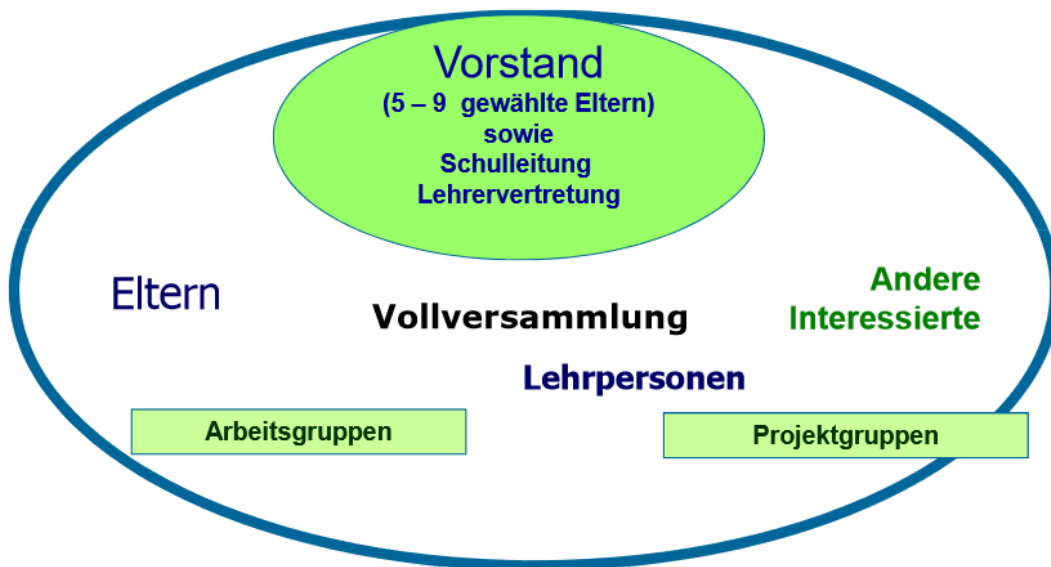 Vorstand
(5 – 9 gewählte Eltern)
sowie
Schulleitung
Lehrervertretung
Eltern
Vollversammlung
Andere
Interessierte
Lehrpersonen
Arbeitsgruppen
Projektgruppen